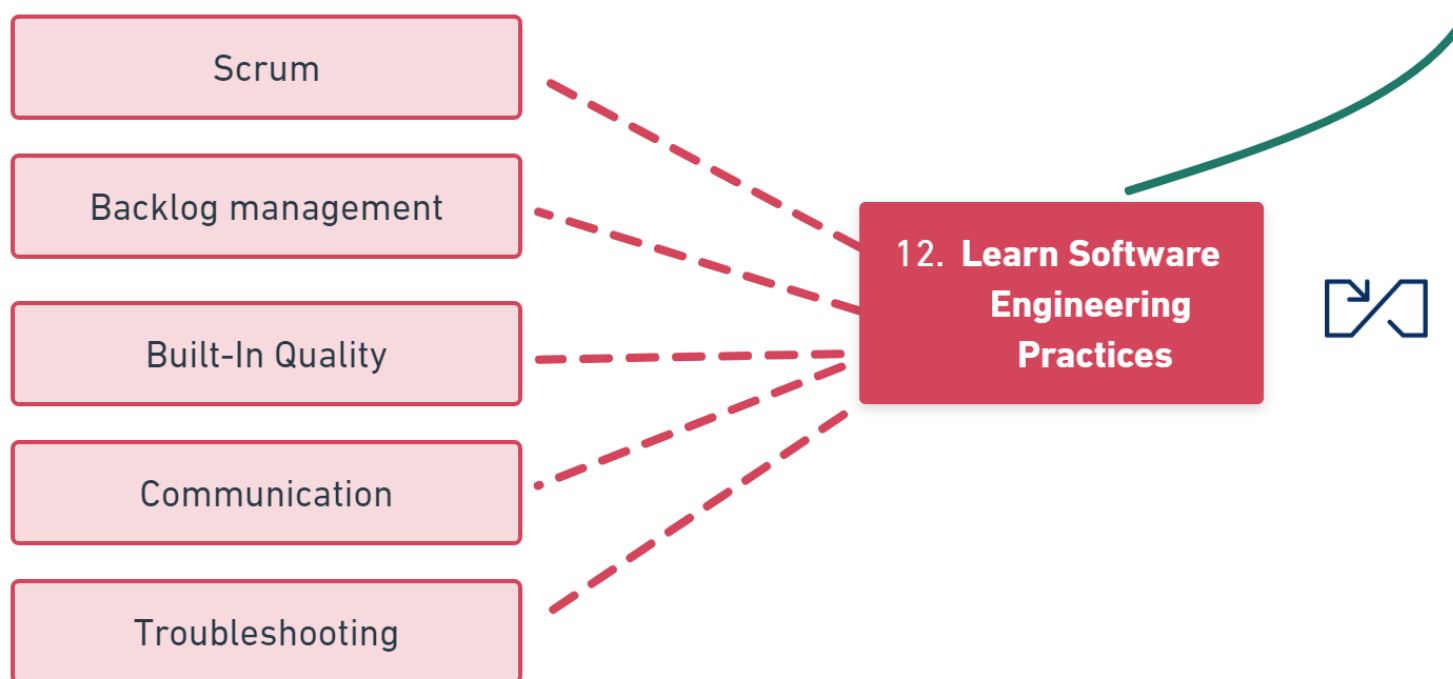 Scrum
Backlog management
Built-In Quality
Communication
Troubleshooting
12. Learn Software
Engineering
Practices